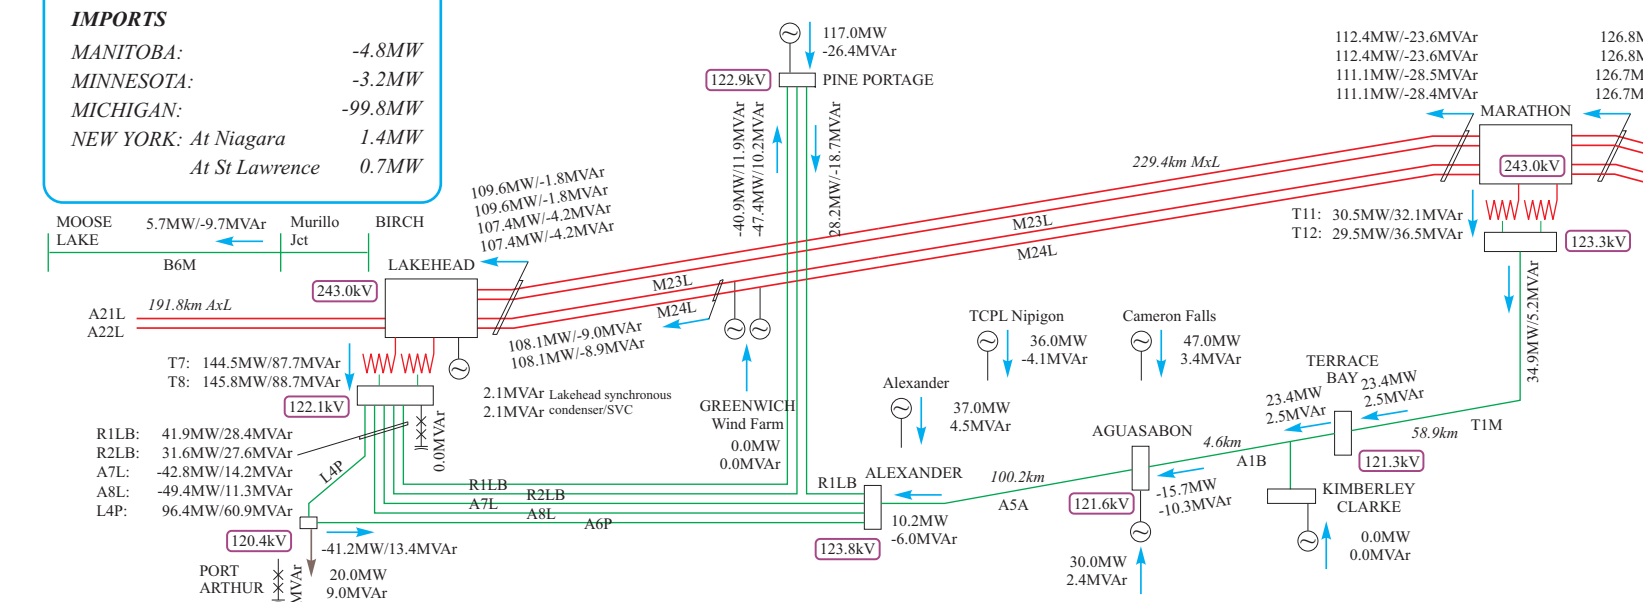 IMPORTS
MANITOBA: -4.8MW
MINNESOTA: -3.2MW
MICHIGAN: -99.8MW
NEW YORK: At Niagara 1.4MW
At St Lawrence 0.7MW
117.0MW
-26.4MVAr
122.9kV PINE PORTAGE
-40.9MW/11.9MVAr
-47.4MW/10.2MVAr
28.2MW/-18.7MVAr
112.4MW/-23.6MVAr
112.4MW/-23.6MVAr
111.1MW/-28.5MVAr
111.1MW/-28.4MVAr
126.8M
126.8M
126.7M
126.7M
MARATHON
243.0kV
229.4km MxL
M23L
M24L
T11: 30.5MW/32.1MVAr
T12: 29.5MW/36.5MVAr
123.3kV
34.9MW/5.2MVAr
109.6MW/-1.8MVAr
109.6MW/-1.8MVAr
107.4MW/-4.2MVAr
107.4MW/-4.2MVAr
MOOSE
LAKE
5.7MW/-9.7MVAr
Murillo
Jct
BIRCH
B6M
LAKEHEAD
243.0kV
191.8km AxL
A21L
A22L
M23L
M24L
108.1MW/-9.0MVAr
108.1MW/-8.9MVAr
T7: 144.5MW/87.7MVAr
T8: 145.8MW/88.7MVAr
122.1kV
2.1MVAr Lakehead synchronous
2.1MVAr condenser/SVC
0.0MVAr
GREENWICH
Wind Farm
0.0MW
0.0MVAr
TCPL Nipigon
36.0MW
-4.1MVAr
Cameron Falls
47.0MW
3.4MVAr
Alexander
37.0MW
4.5MVAr
TERRACE
BAY
23.4MW
2.5MVAr
23.4MW
2.5MVAr
58.9km
T1M
121.3kV
R1LB: 41.9MW/28.4MVAr
R2LB: 31.6MW/27.6MVAr
A7L: -42.8MW/14.2MVAr
A8L: -49.4MW/11.3MVAr
L4P: 96.4MW/60.9MVAr
L4P
R1LB
R2LB
A7L
A8L
A6P
R1LB
ALEXANDER
123.8kV
10.2MW
-6.0MVAr
100.2km
A5A
AGUASABON
121.6kV
4.6km
A1B
-15.7MW
-10.3MVAr
30.0MW
2.4MVAr
KIMBERLEY
CLARKE
0.0MW
0.0MVAr
120.4kV
-41.2MW/13.4MVAr
PORT
ARTHUR
MVAr
20.0MW
9.0MVAr